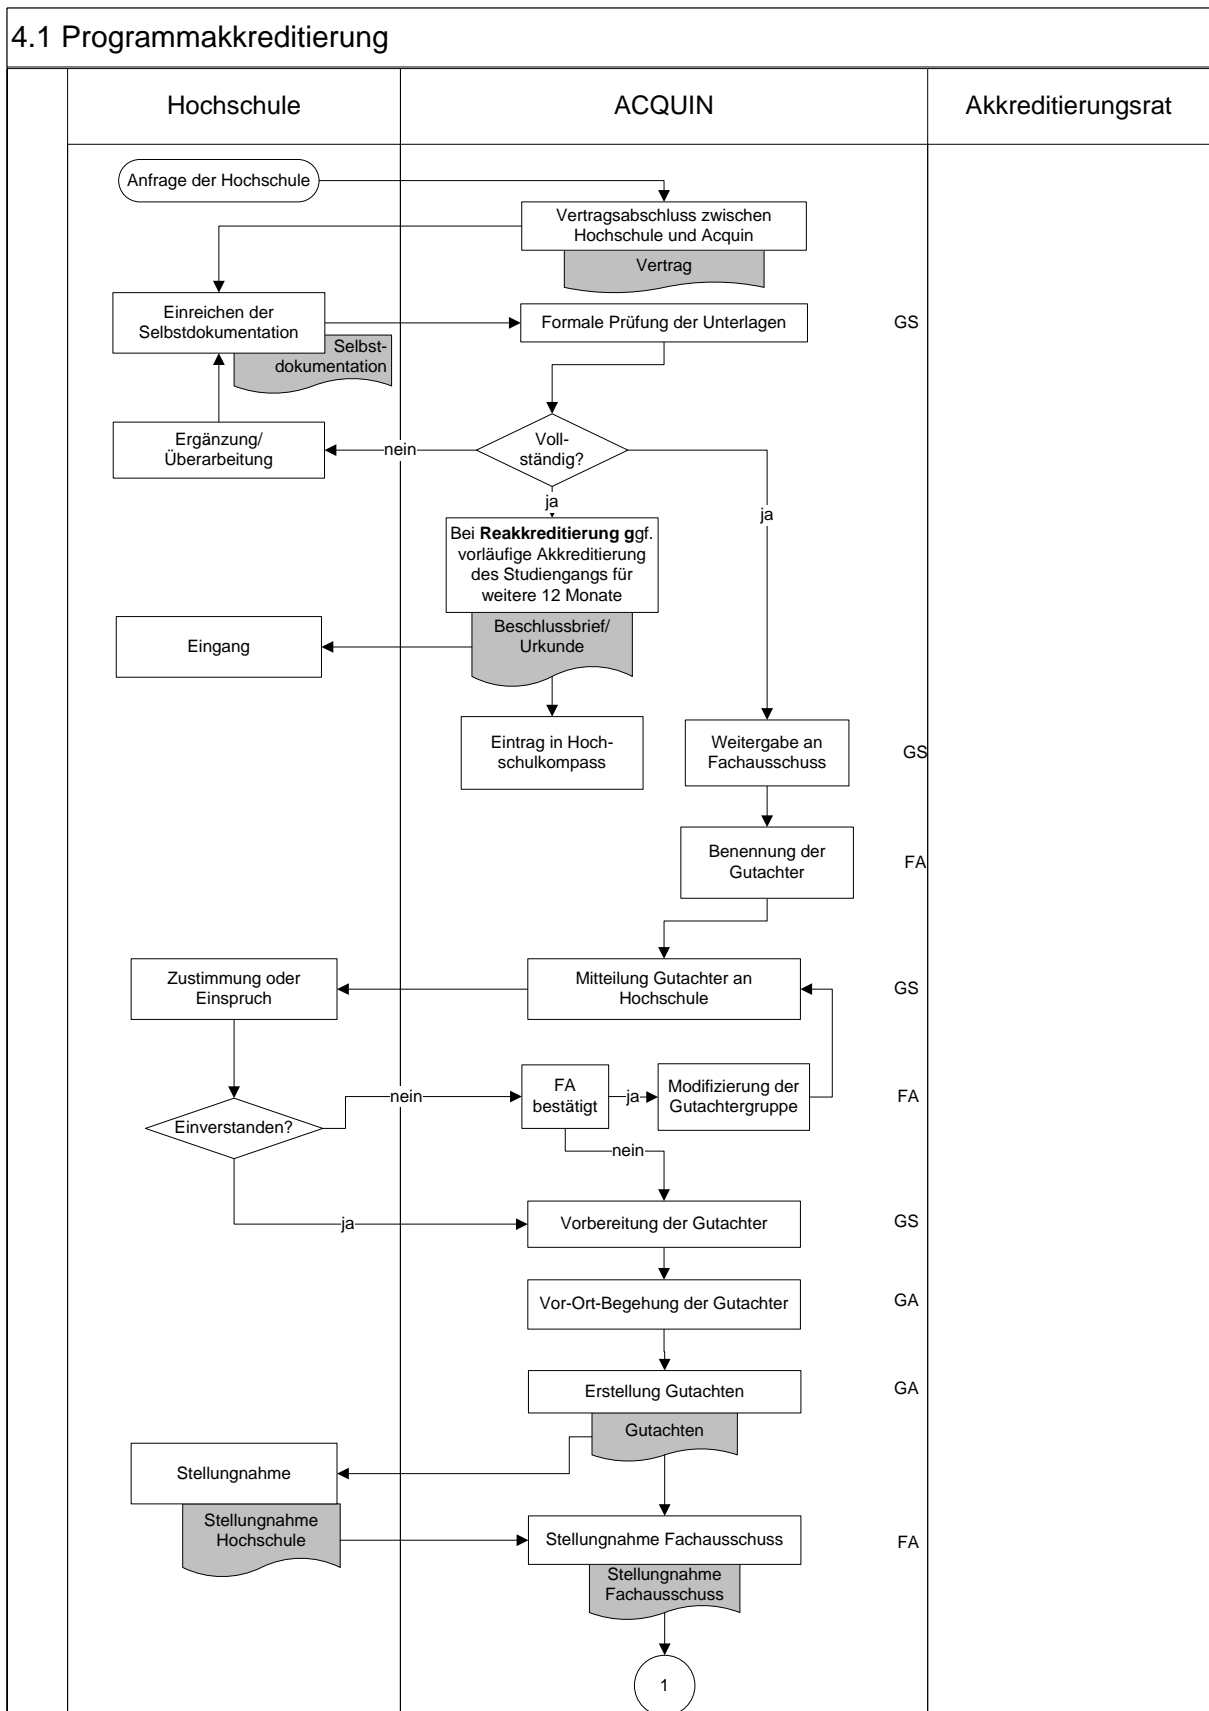 4.1 Programmakkreditierung
Hochschule
ACQUIN
Akkreditierungsrat
Anfrage der Hochschule
Vertragsabschluss zwischen
Hochschule und Acquin
Vertrag
Einreichen der
Selbstdokumentation
Selbst-
dokumentation
Formale Prüfung der Unterlagen
GS
Ergänzung/
Überarbeitung
nein
Voll-
ständig?
ja
ja
Bei Reakkreditierung ggf.
vorläufige Akkreditierung
des Studiengangs für
weitere 12 Monate
Beschlussbrief/
Urkunde
Eingang
Eintrag in Hoch-
schulkompass
Weitergabe an
Fachausschuss
GS
Benennung der
Gutachter
FA
Zustimmung oder
Einspruch
Mitteilung Gutachter an
Hochschule
GS
Einverstanden?
nein
FA
bestätigt
ja
Modifizierung der
Gutachtergruppe
FA
nein
ja
Vorbereitung der Gutachter
GS
Vor-Ort-Begehung der Gutachter
GA
Erstellung Gutachten
GA
Gutachten
Stellungnahme
Stellungnahme
Hochschule
Stellungnahme Fachausschuss
FA
Stellungnahme
Fachausschuss
1